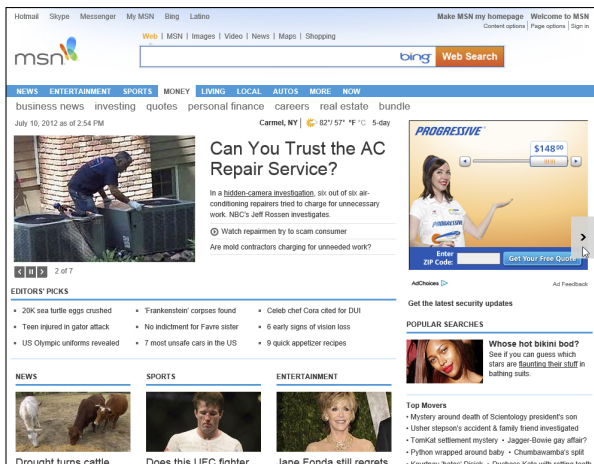 Hotmail Skype Messenger My MSN Bing Latino
Make MSN my homepage Welcome to MSN
Content options | Page options | Sign in
msn
Web | MSN | Images | Video | News | Maps | Shopping
bing Web Search
NEWS ENTERTAINMENT SPORTS MONEY LIVING LOCAL AUTOS MORE NOW
business news investing quotes personal finance careers real estate bundle
July 10, 2012 as of 2:54 PM
Carmel, NY | 82°/ 57° °F °C 5-day
Can You Trust the AC
Repair Service?
In a hidden-camera investigation, six out of six air-
conditioning repairers tried to charge for unnecessary
work. NBC's Jeff Rossen investigates.
Watch repairmen try to scam consumer
Are mold contractors charging for unneeded work?
2 of 7
PROGRESSIVE
$148⁰⁰
PROGRESSIVE
Enter
ZIP Code:
Get Your Free Quote
AdChoices
Ad Feedback
EDITORS' PICKS
▪ 20K sea turtle eggs crushed
▪ Teen injured in gator attack
▪ US Olympic uniforms revealed
▪ 'Frankenstein' corpses found
▪ No indictment for Favre sister
▪ 7 most unsafe cars in the US
▪ Celeb chef Cora cited for DUI
▪ 6 early signs of vision loss
▪ 9 quick appetizer recipes
Get the latest security updates
POPULAR SEARCHES
Whose hot bikini bod?
See if you can guess which
stars are flaunting their stuff in
bathing suits.
Top Movers
• Mystery around death of Scientology president's son
• Usher stepson's accident & family friend investigated
• TomKat settlement mystery • Jagger-Bowie gay affair?
• Python wrapped around baby • Chumbawamba's split
• Kourtney 'hates' Disick • Duchess Kate with rotting teeth
NEWS
Drought turns cattle
SPORTS
Does this UFC fighter
ENTERTAINMENT
Jane Fonda still regrets